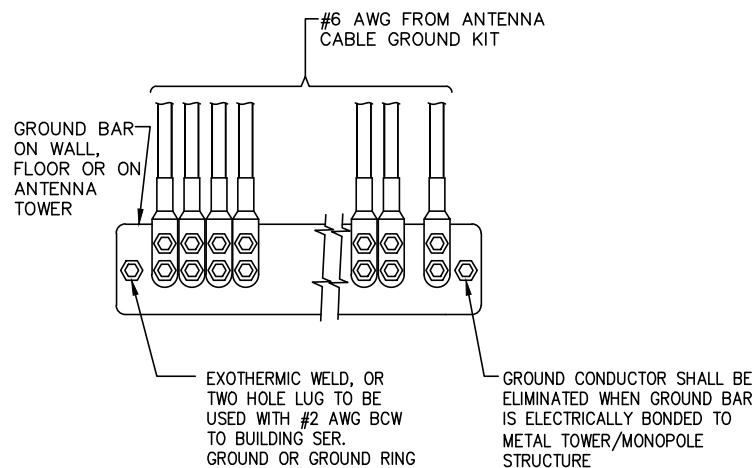 #6 AWG FROM ANTENNA
CABLE GROUND KIT
GROUND BAR
ON WALL,
FLOOR OR ON
ANTENNA
TOWER
EXOTHERMIC WELD, OR
TWO HOLE LUG TO BE
USED WITH #2 AWG BCW
TO BUILDING SER.
GROUND OR GROUND RING
GROUND CONDUCTOR SHALL BE
ELIMINATED WHEN GROUND BAR
IS ELECTRICALLY BONDED TO
METAL TOWER/MONOPOLE
STRUCTURE